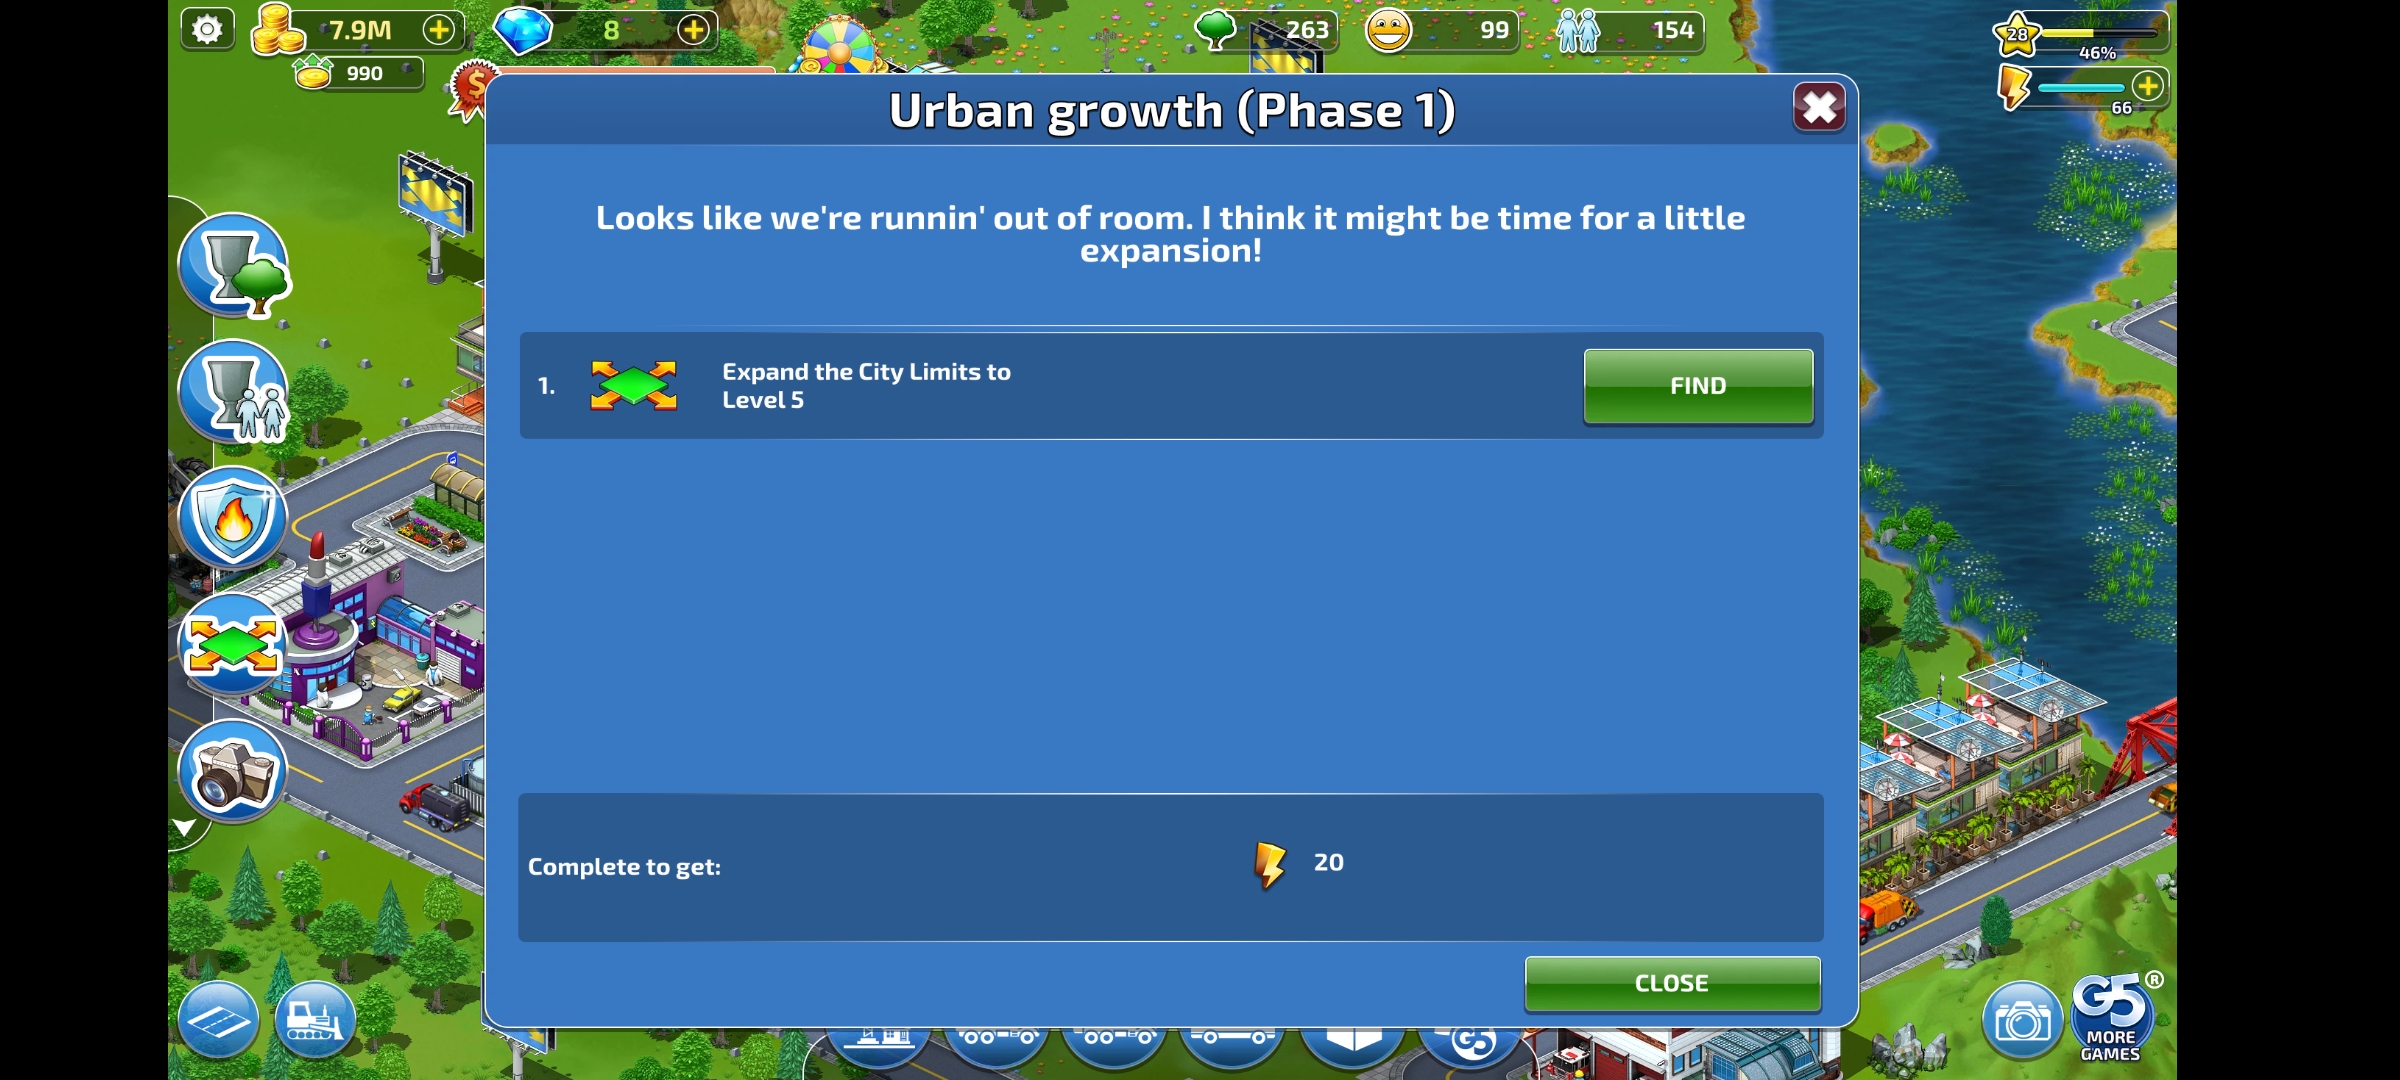 7.9M
8
263
99
154
28
46%
990
66
Urban growth (Phase 1)
Looks like we're runnin' out of room. I think it might be time for a little
expansion!
1.
Expand the City Limits to
Level 5
FIND
Complete to get:
20
CLOSE
G5
G5 ®
MORE
GAMES